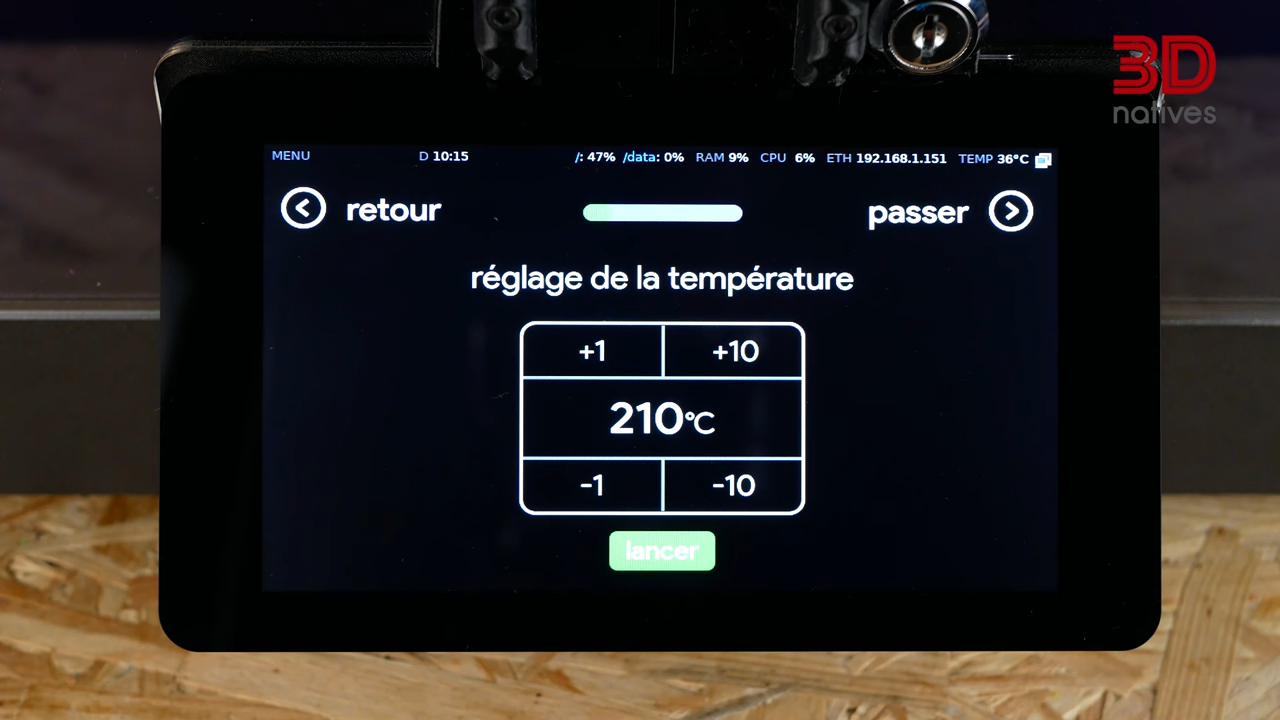 3D
natives
MENU D 10:15 /: 47% /data: 0% RAM 9% CPU 6% ETH 192.168.1.151 TEMP 36°C
retour passer
réglage de la température
+1 +10
210°C
-1 -10
lancer